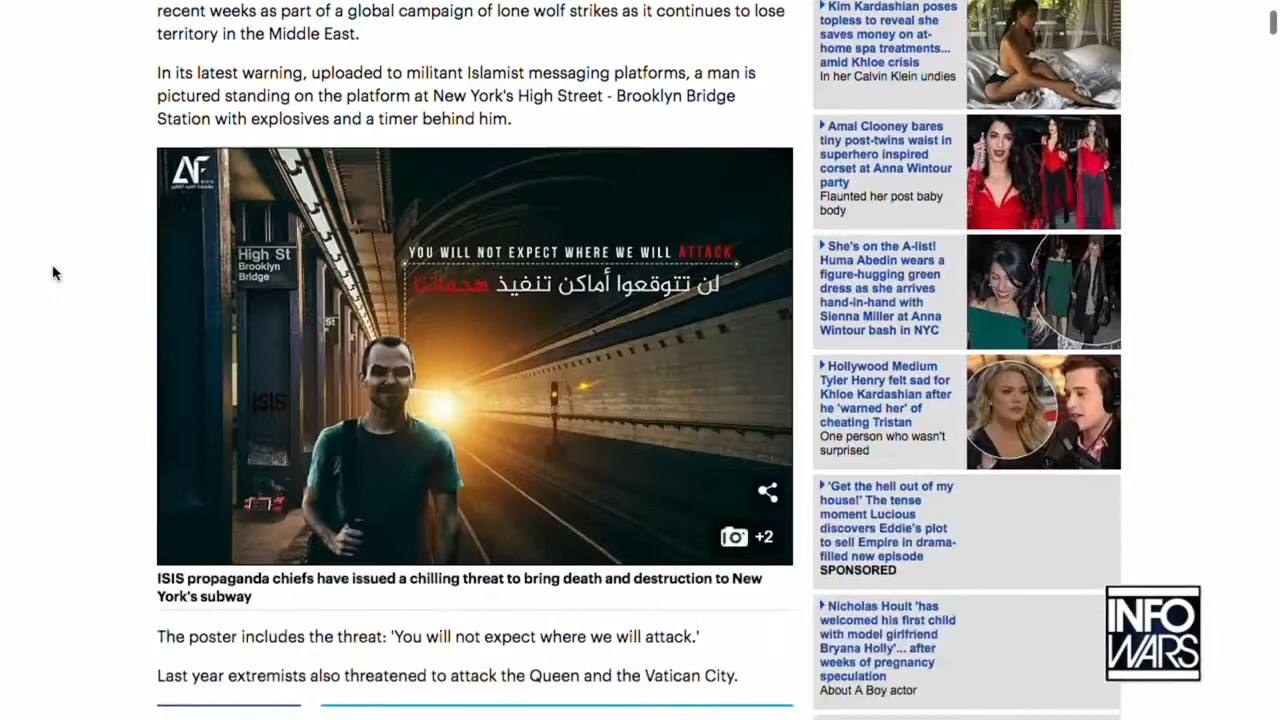 recent weeks as part of a global campaign of lone wolf strikes as it continues to lose
territory in the Middle East.
In its latest warning, uploaded to militant Islamist messaging platforms, a man is
pictured standing on the platform at New York's High Street - Brooklyn Bridge
Station with explosives and a timer behind him.
AF
High St
Brooklyn
Bridge
St
ISIS
YOU WILL NOT EXPECT WHERE WE WILL ATTACK
لن تتوقعوا أماكن تنفيذ هجماتنا
+2
ISIS propaganda chiefs have issued a chilling threat to bring death and destruction to New
York's subway
The poster includes the threat: 'You will not expect where we will attack.'
Last year extremists also threatened to attack the Queen and the Vatican City.
Kim Kardashian poses
topless to reveal she
saves money on at-
home spa treatments...
amid Khloe crisis
In her Calvin Klein undies
Amal Clooney bares
tiny post-twins waist in
superhero inspired
corset at Anna Wintour
party
Flaunted her post baby
body
She's on the A-list!
Huma Abedin wears a
figure-hugging green
dress as she arrives
hand-in-hand with
Sienna Miller at Anna
Wintour bash in NYC
Hollywood Medium
Tyler Henry felt sad for
Khloe Kardashian after
he 'warned her' of
cheating Tristan
One person who wasn't
surprised
'Get the hell out of my
house!' The tense
moment Lucious
discovers Eddie's plot
to sell Empire in drama-
filled new episode
SPONSORED
Nicholas Hoult 'has
welcomed his first child
with model girlfriend
Bryana Holly'... after
weeks of pregnancy
speculation
About A Boy actor
INFO
WARS